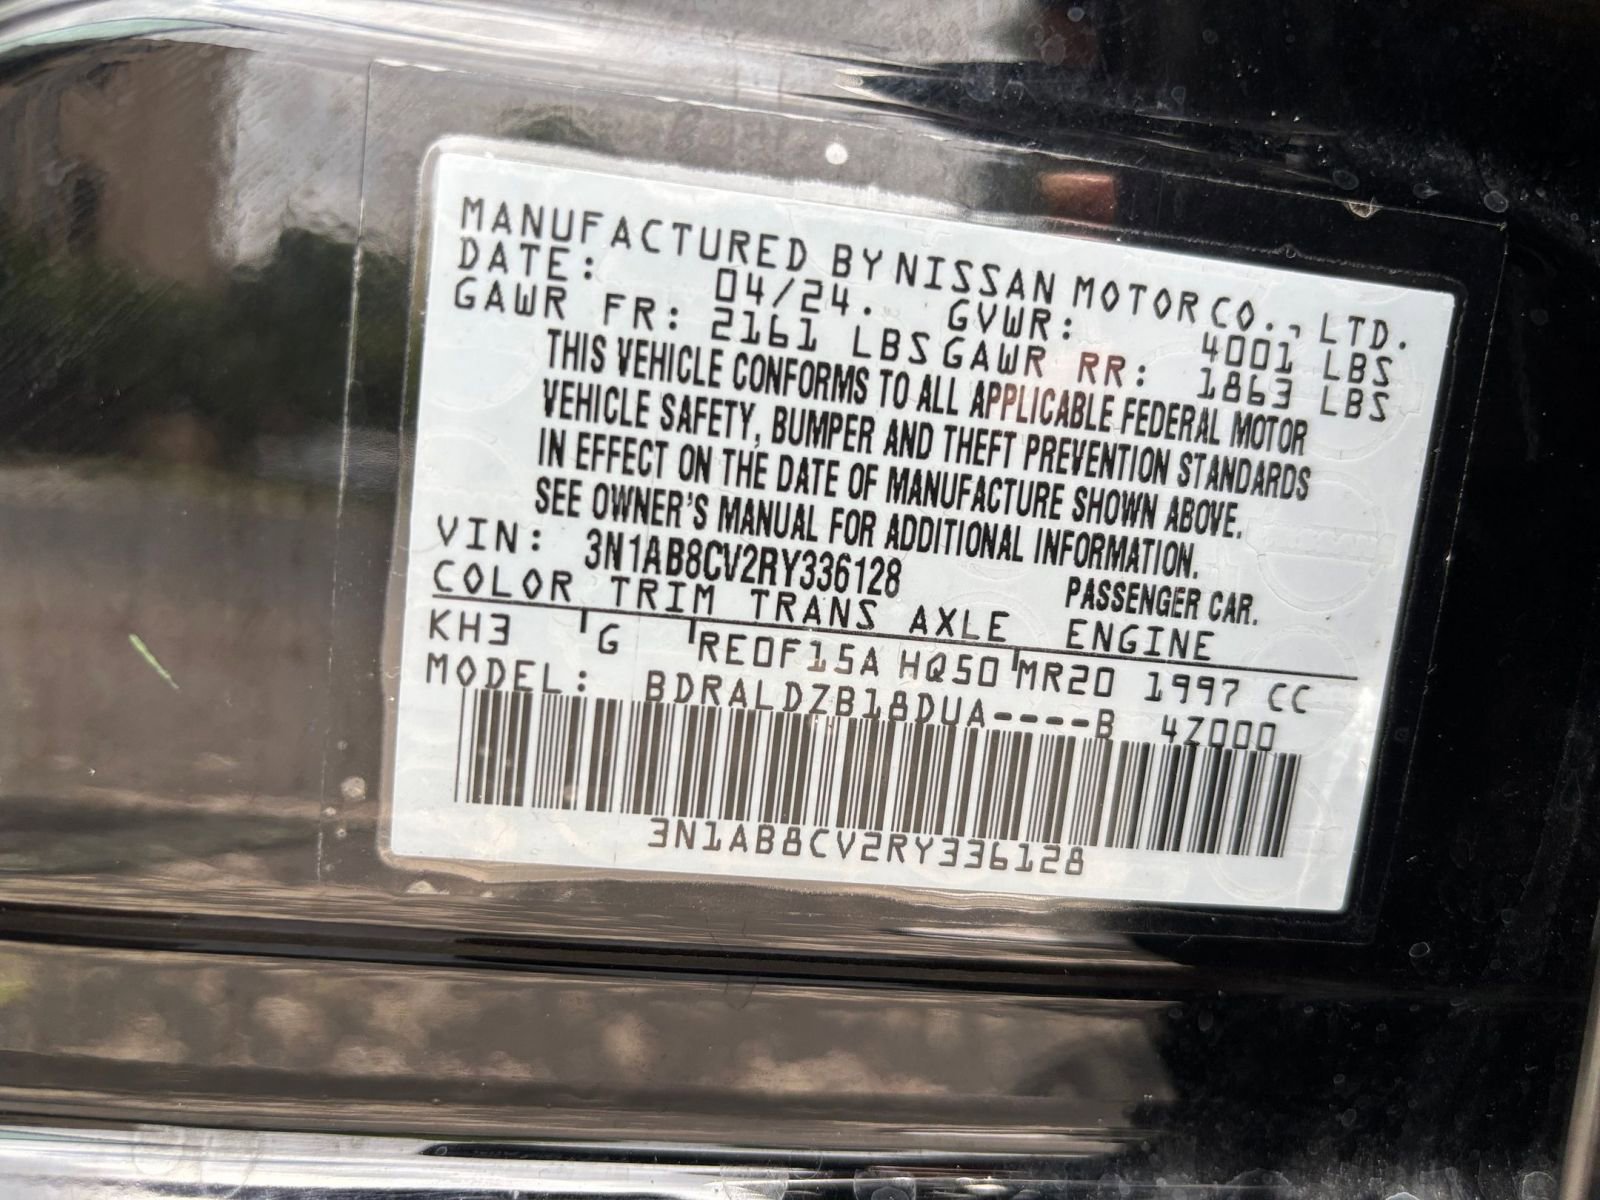 MANUFACTURED BY NISSAN MOTOR CO., LTD.
DATE: 04/24. GVWR: 4001 LBS
GAWR FR: 2161 LBS GAWR RR: 1863 LBS
THIS VEHICLE CONFORMS TO ALL APPLICABLE FEDERAL MOTOR
VEHICLE SAFETY, BUMPER AND THEFT PREVENTION STANDARDS
IN EFFECT ON THE DATE OF MANUFACTURE SHOWN ABOVE.
SEE OWNER'S MANUAL FOR ADDITIONAL INFORMATION.
VIN: 3N1AB8CV2RY336128 PASSENGER CAR.
COLOR TRIM TRANS AXLE ENGINE
KH3 G RE0F15A HQ50 MR20 1997 CC
MODEL: BDRALDZB18DUA----B 4Z000
3N1AB8CV2RY336128